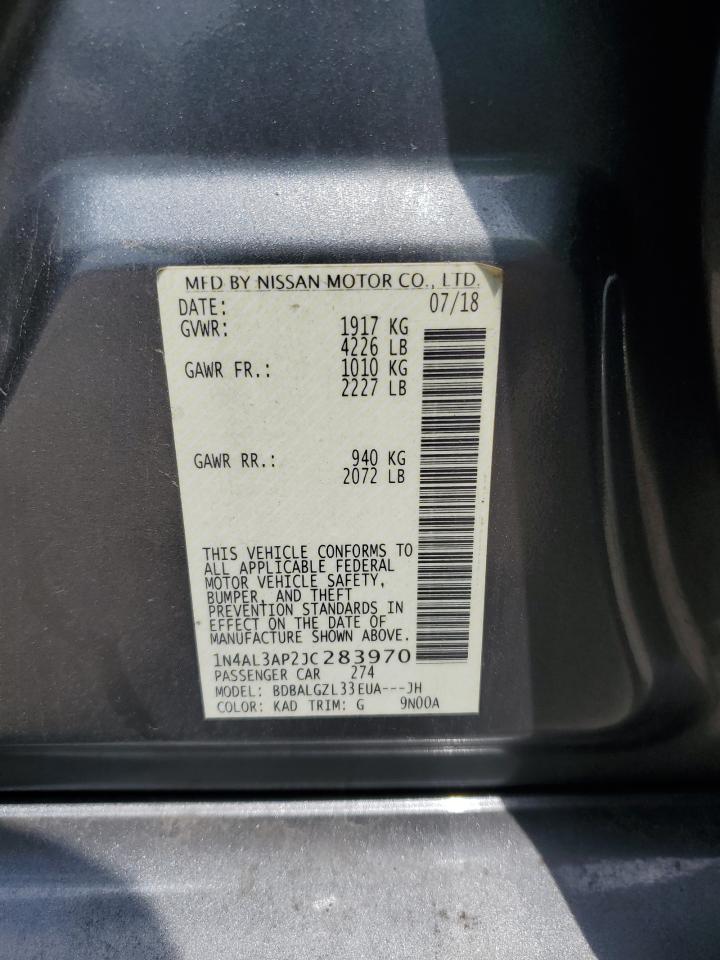 MFD BY NISSAN MOTOR CO., LTD.
DATE: 07/18
GVWR: 1917 KG
4226 LB
GAWR FR.: 1010 KG
2227 LB
GAWR RR.: 940 KG
2072 LB
THIS VEHICLE CONFORMS TO
ALL APPLICABLE FEDERAL
MOTOR VEHICLE SAFETY,
BUMPER, AND THEFT
PREVENTION STANDARDS IN
EFFECT ON THE DATE OF
MANUFACTURE SHOWN ABOVE.
1N4AL3AP2JC283970
PASSENGER CAR 274
MODEL: BDBALGZL33EUA---JH
COLOR: KAD TRIM: G 9N00A